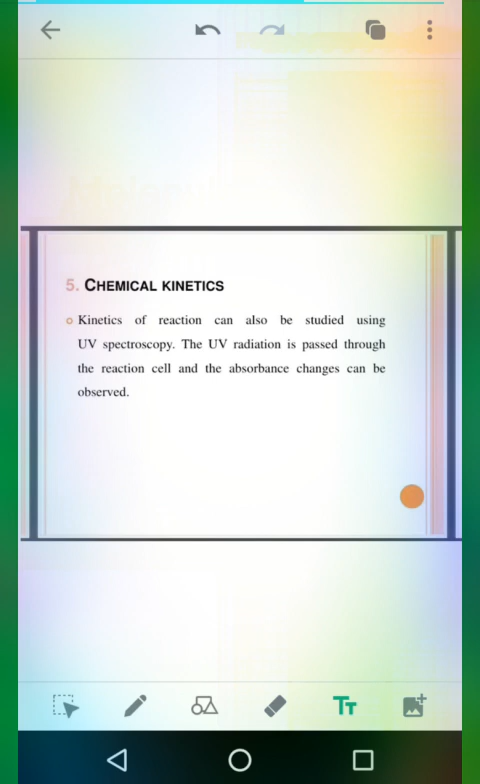 5. CHEMICAL KINETICS
Kinetics of reaction can also be studied using
UV spectroscopy. The UV radiation is passed through
the reaction cell and the absorbance changes can be
observed.
TT